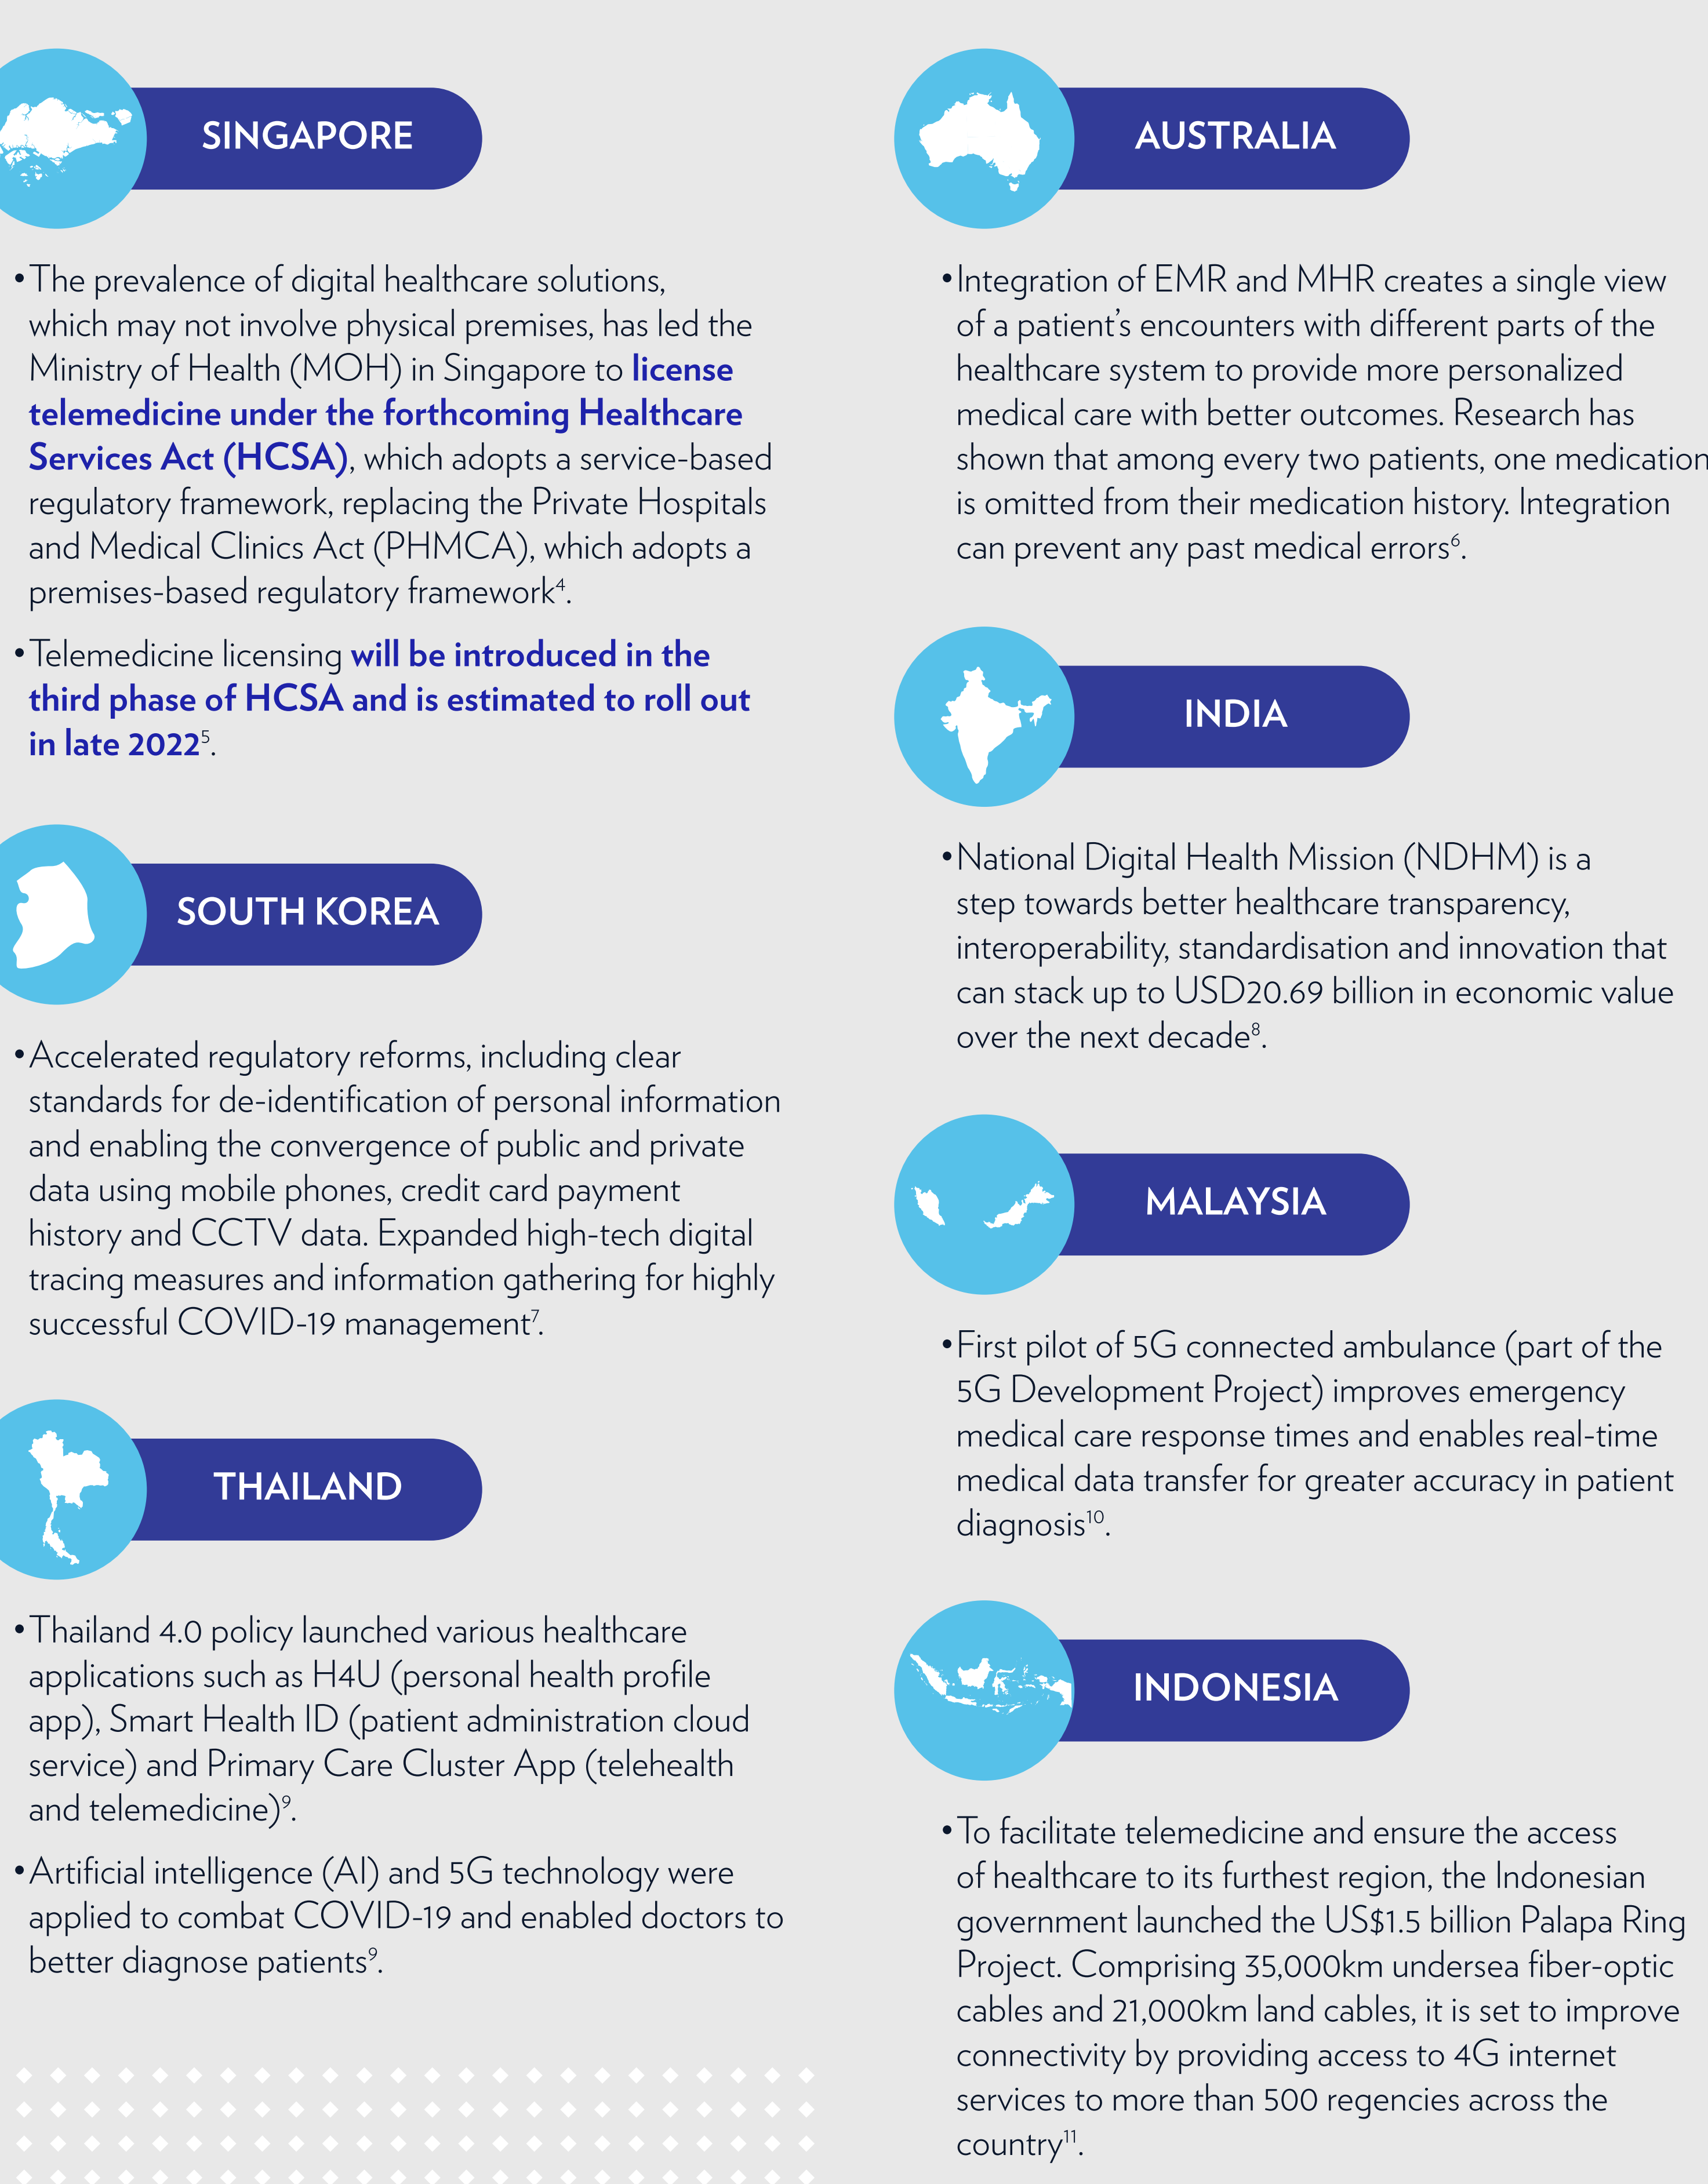 SINGAPORE
•The prevalence of digital healthcare solutions,
which may not involve physical premises, has led the
Ministry of Health (MOH) in Singapore to license
telemedicine under the forthcoming Healthcare
Services Act (HCSA), which adopts a service-based
regulatory framework, replacing the Private Hospitals
and Medical Clinics Act (PHMCA), which adopts a
premises-based regulatory framework⁴.
•Telemedicine licensing will be introduced in the
third phase of HCSA and is estimated to roll out
in late 2022⁵.
SOUTH KOREA
•Accelerated regulatory reforms, including clear
standards for de-identification of personal information
and enabling the convergence of public and private
data using mobile phones, credit card payment
history and CCTV data. Expanded high-tech digital
tracing measures and information gathering for highly
successful COVID-19 management⁷.
THAILAND
•Thailand 4.0 policy launched various healthcare
applications such as H4U (personal health profile
app), Smart Health ID (patient administration cloud
service) and Primary Care Cluster App (telehealth
and telemedicine)⁹.
•Artificial intelligence (AI) and 5G technology were
applied to combat COVID-19 and enabled doctors to
better diagnose patients⁹.
AUSTRALIA
•Integration of EMR and MHR creates a single view
of a patient’s encounters with different parts of the
healthcare system to provide more personalized
medical care with better outcomes. Research has
shown that among every two patients, one medication
is omitted from their medication history. Integration
can prevent any past medical errors⁶.
INDIA
•National Digital Health Mission (NDHM) is a
step towards better healthcare transparency,
interoperability, standardisation and innovation that
can stack up to USD20.69 billion in economic value
over the next decade⁸.
MALAYSIA
•First pilot of 5G connected ambulance (part of the
5G Development Project) improves emergency
medical care response times and enables real-time
medical data transfer for greater accuracy in patient
diagnosis¹⁰.
INDONESIA
•To facilitate telemedicine and ensure the access
of healthcare to its furthest region, the Indonesian
government launched the US$1.5 billion Palapa Ring
Project. Comprising 35,000km undersea fiber-optic
cables and 21,000km land cables, it is set to improve
connectivity by providing access to 4G internet
services to more than 500 regencies across the
country¹¹.